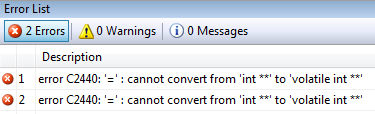 Error List
2 Errors 0 Warnings 0 Messages
Description
1 error C2440: '=' : cannot convert from 'int **' to 'volatile int **'
2 error C2440: '=' : cannot convert from 'int **' to 'volatile int **'